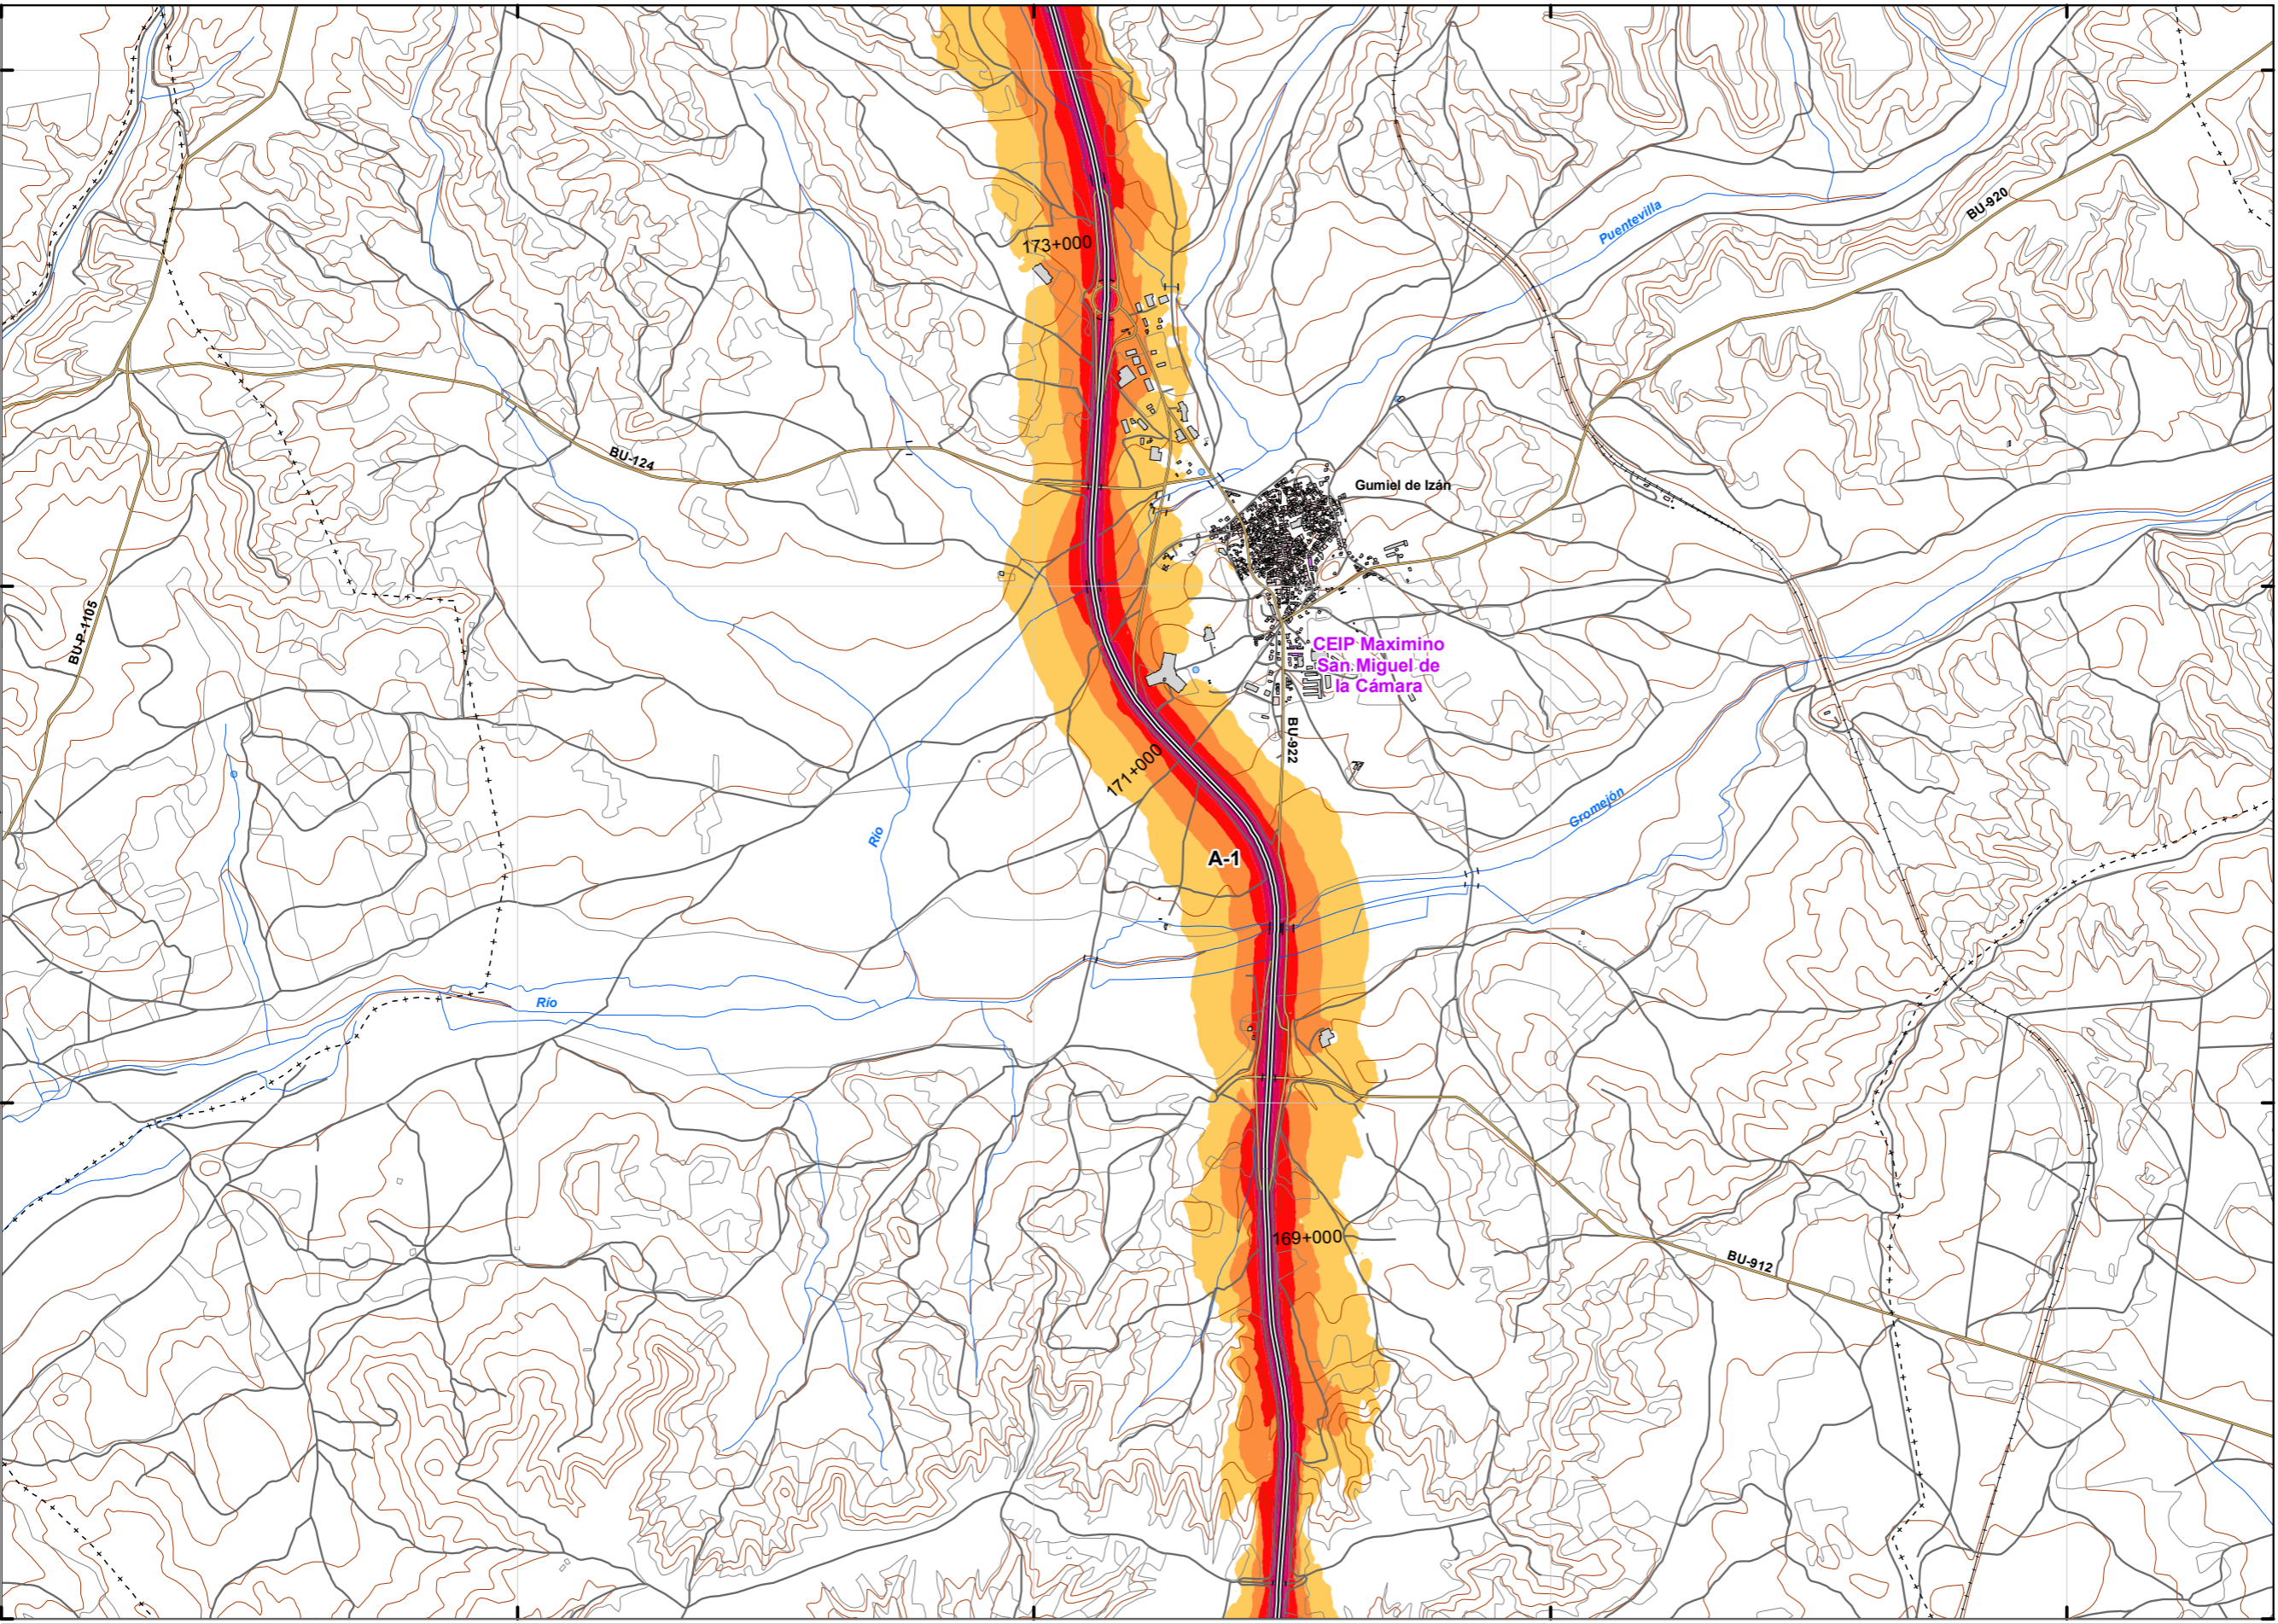 Puentevilla
BU-920
173+000
BU-124
Gumiel de Izán
BU-P-1105
CEIP Maximino
San Miguel de
la Cámara
BU-922
171+000
Gromejón
Río
A-1
Río
169+000
BU-912